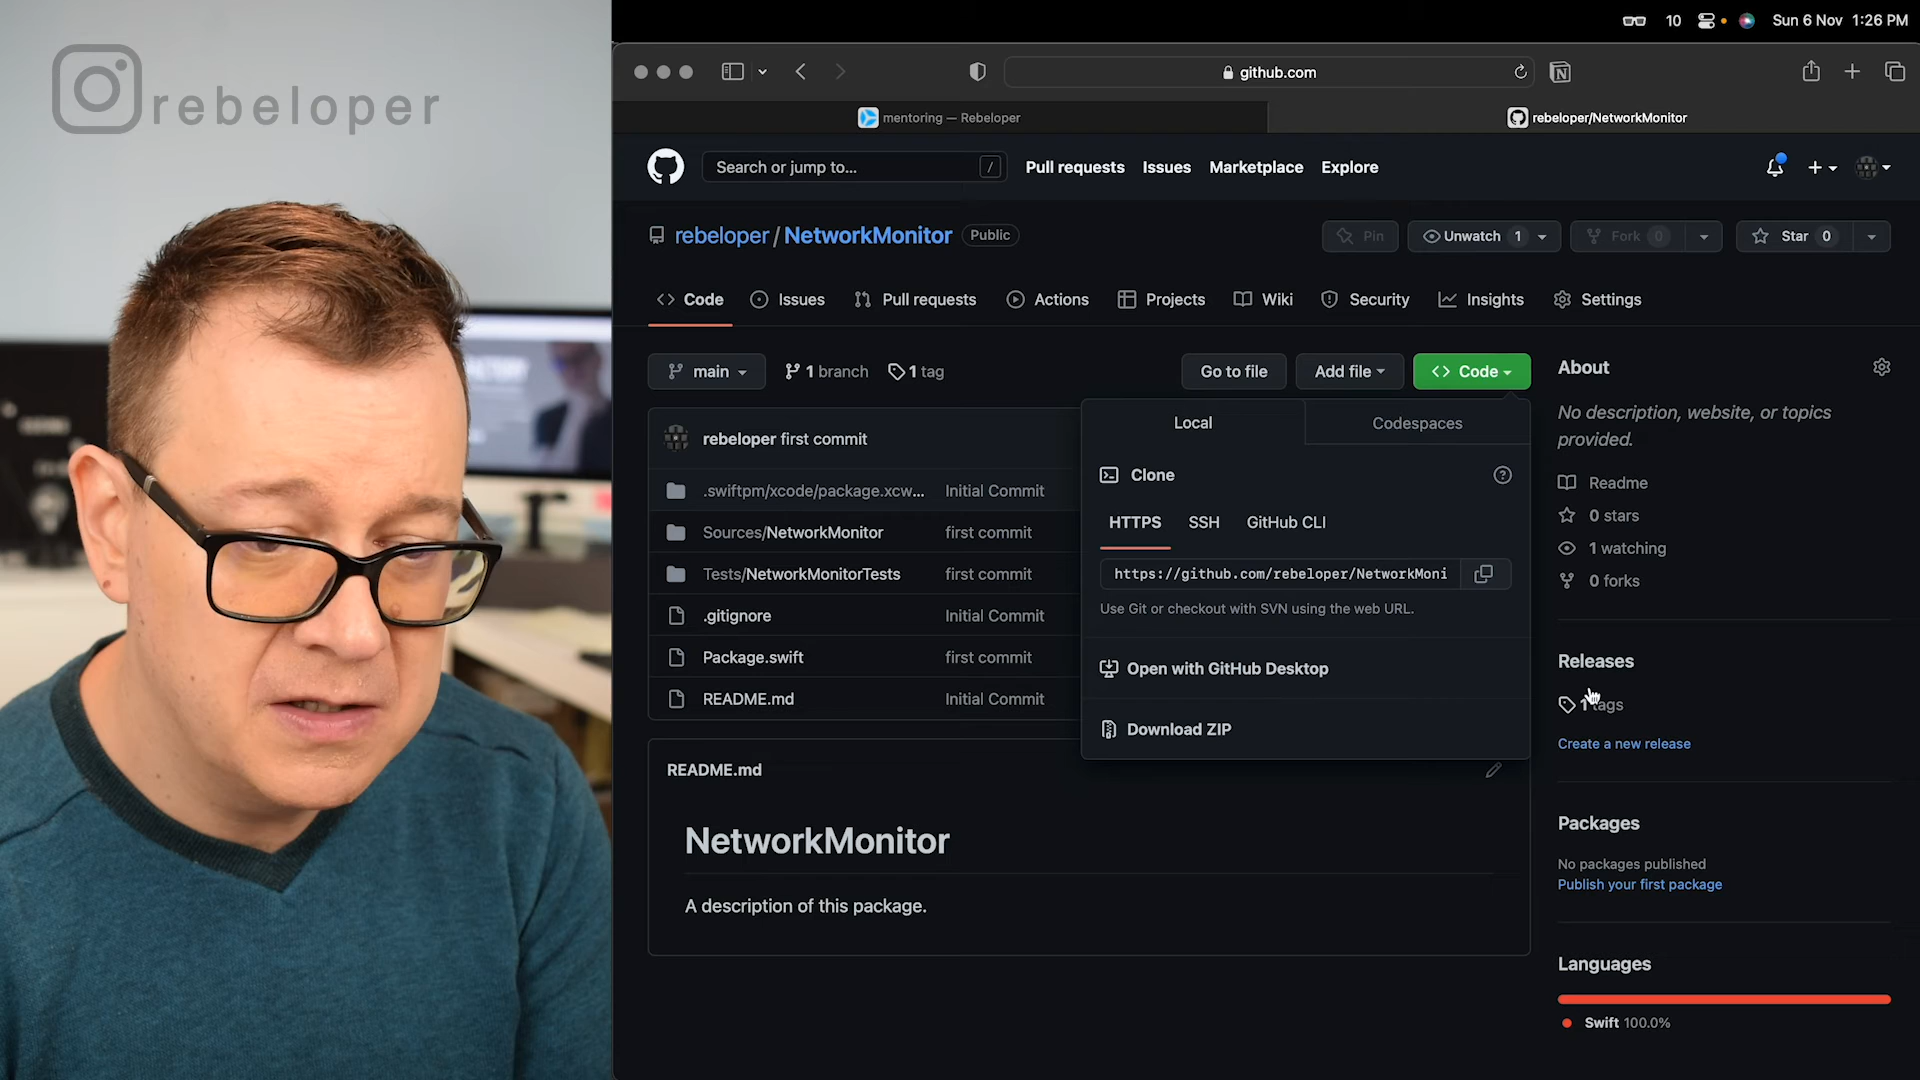 rebeloper
10
Sun 6 Nov 1:26 PM
github.com
mentoring — Rebeloper
rebeloper/NetworkMonitor
Search or jump to...
/
Pull requests
Issues
Marketplace
Explore
rebeloper / NetworkMonitor
Public
Pin
Unwatch 1
Fork 0
Star 0
Code
Issues
Pull requests
Actions
Projects
Wiki
Security
Insights
Settings
main
1 branch
1 tag
Go to file
Add file
Code
rebeloper first commit
.swiftpm/xcode/package.xcw... Initial Commit
Sources/NetworkMonitor first commit
Tests/NetworkMonitorTests first commit
.gitignore Initial Commit
Package.swift first commit
README.md Initial Commit
Local
Codespaces
Clone
HTTPS
SSH
GitHub CLI
https://github.com/rebeloper/NetworkMoni
Use Git or checkout with SVN using the web URL.
Open with GitHub Desktop
Download ZIP
README.md
NetworkMonitor
A description of this package.
About
No description, website, or topics
provided.
Readme
0 stars
1 watching
0 forks
Releases
1 tags
Create a new release
Packages
No packages published
Publish your first package
Languages
Swift 100.0%